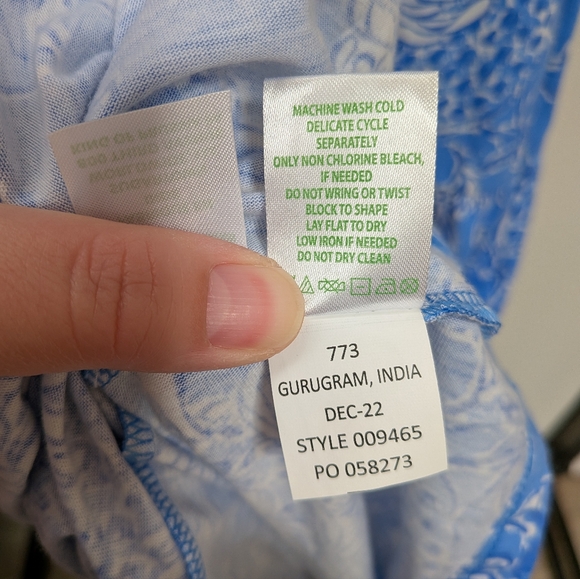 MACHINE WASH COLD
DELICATE CYCLE
SEPARATELY
ONLY NON CHLORINE BLEACH,
IF NEEDED
DO NOT WRING OR TWIST
BLOCK TO SHAPE
LAY FLAT TO DRY
LOW IRON IF NEEDED
DO NOT DRY CLEAN
773
GURUGRAM, INDIA
DEC-22
STYLE 009465
PO 058273